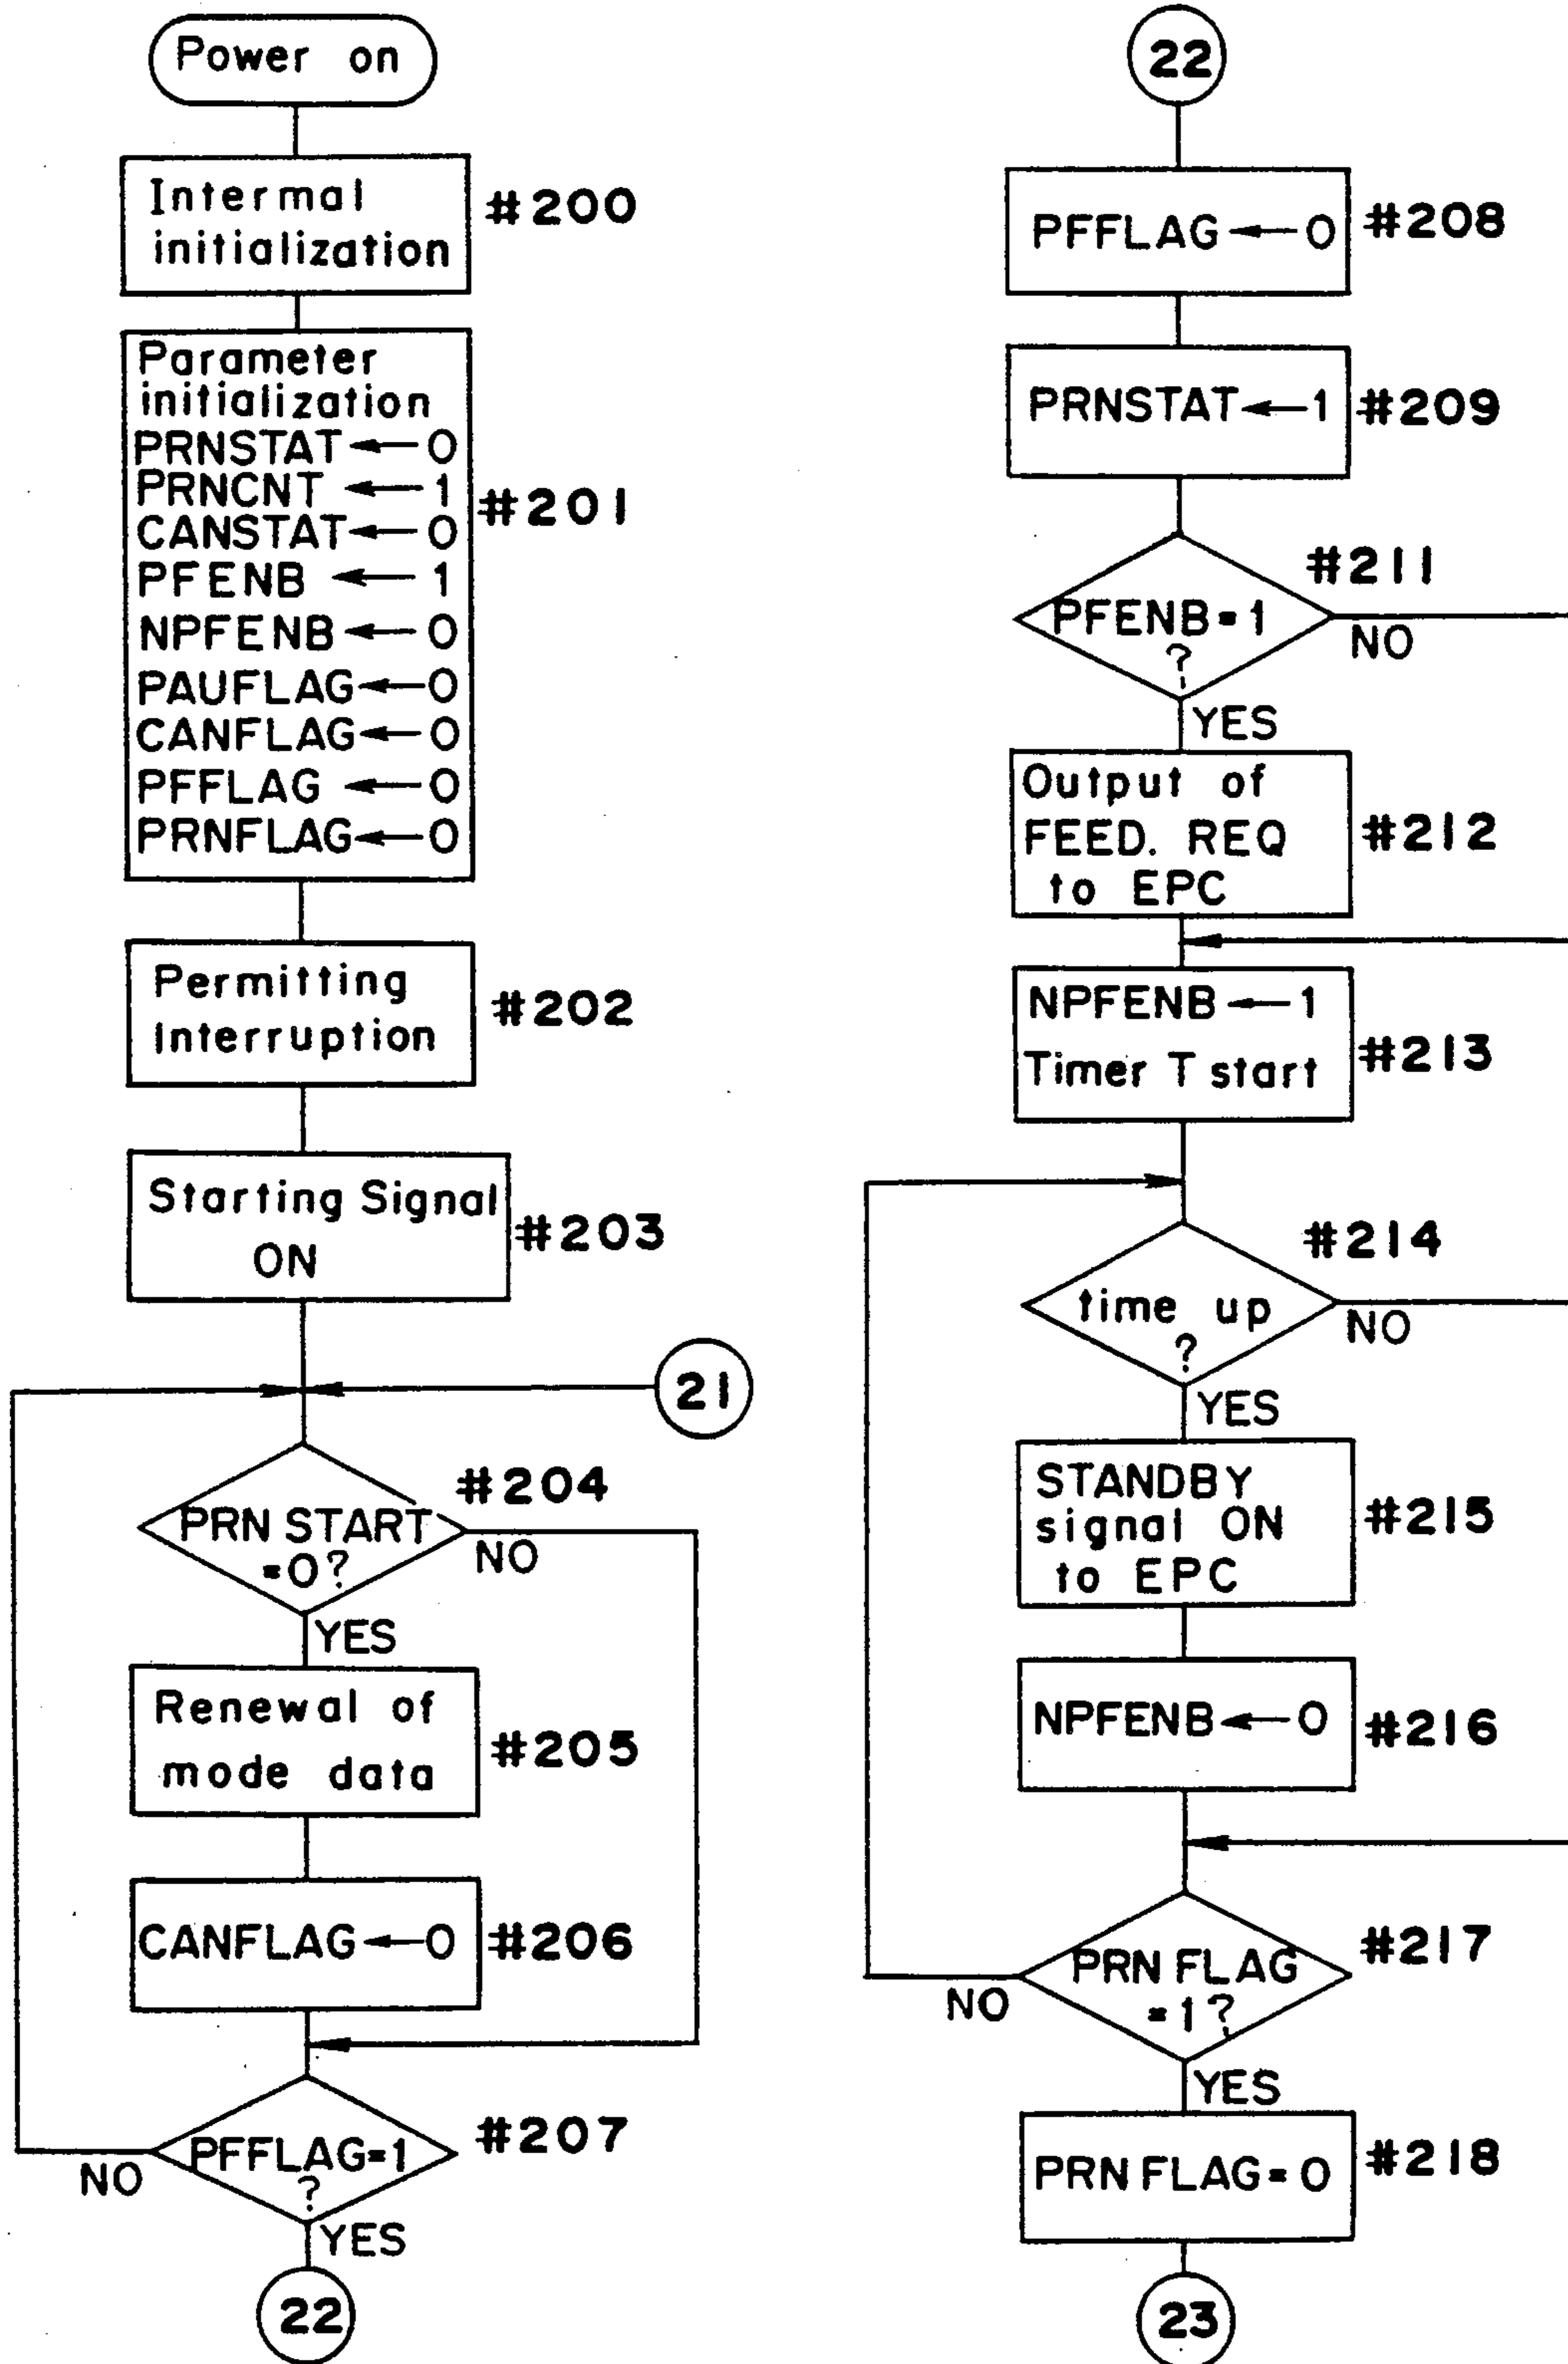 Power on
Intermal
initialization
#200
Parameter
initialization
PRNSTAT←0
PRNCNT ←1
CANSTAT←0
PFENB ←1
NPFENB←0
PAUFLAG←0
CANFLAG←0
PFFLAG ←0
PRNFLAG←0
#201
Permitting
Interruption
#202
Starting Signal
ON
#203
21
PRN START
=0?
#204
NO
YES
Renewal of
mode data
#205
CANFLAG←0
#206
PFFLAG=1
?
#207
NO
YES
22
22
PFFLAG←0
#208
PRNSTAT←1
#209
PFENB=1
?
#211
NO
YES
Output of
FEED. REQ
to EPC
#212
NPFENB←1
Timer T start
#213
time up
?
#214
NO
YES
STANDBY
signal ON
to EPC
#215
NPFENB←0
#216
PRN FLAG
=1?
#217
NO
YES
PRN FLAG=0
#218
23